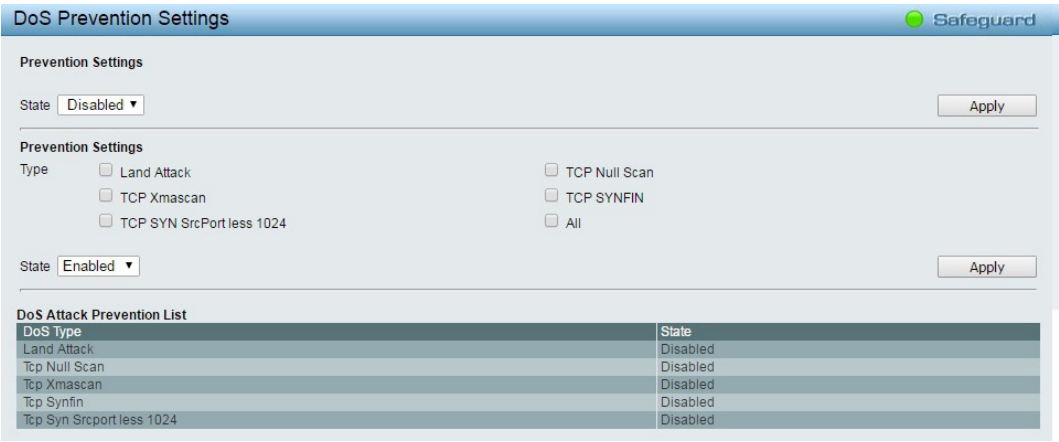 DoS Prevention Settings
Safeguard
Prevention Settings
State Disabled
Apply
Prevention Settings
Type Land Attack TCP Null Scan
TCP Xmascan TCP SYNFIN
TCP SYN SrcPort less 1024 All
State Enabled
Apply
DoS Attack Prevention List
DoS Type State
Land Attack Disabled
Tcp Null Scan Disabled
Tcp Xmascan Disabled
Tcp Synfin Disabled
Tcp Syn Srcport less 1024 Disabled